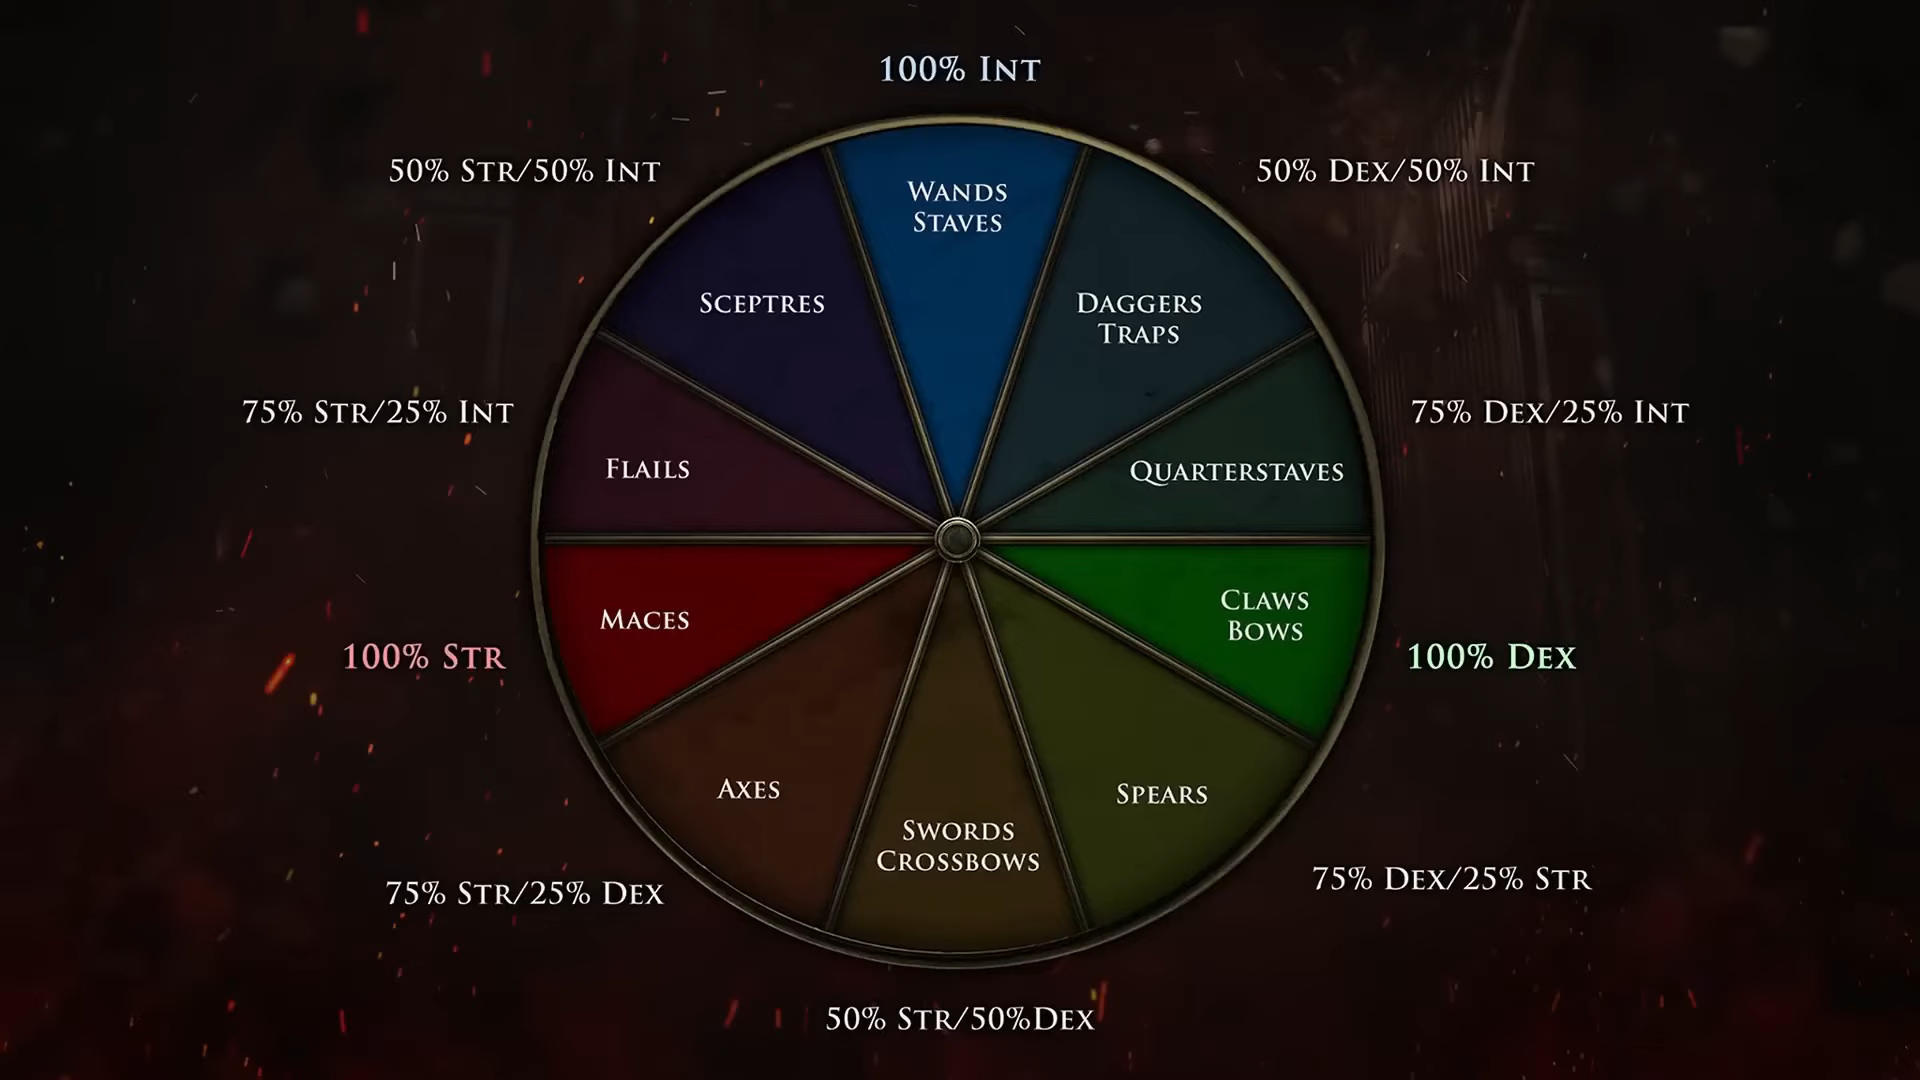 100% INT
50% STR/50% INT
50% DEX/50% INT
WANDS
STAVES
SCEPTRES
DAGGERS
TRAPS
75% STR/25% INT
75% DEX/25% INT
FLAILS
QUARTERSTAVES
MACES
CLAWS
BOWS
100% STR
100% DEX
AXES
SPEARS
SWORDS
CROSSBOWS
75% STR/25% DEX
75% DEX/25% STR
50% STR/50%DEX